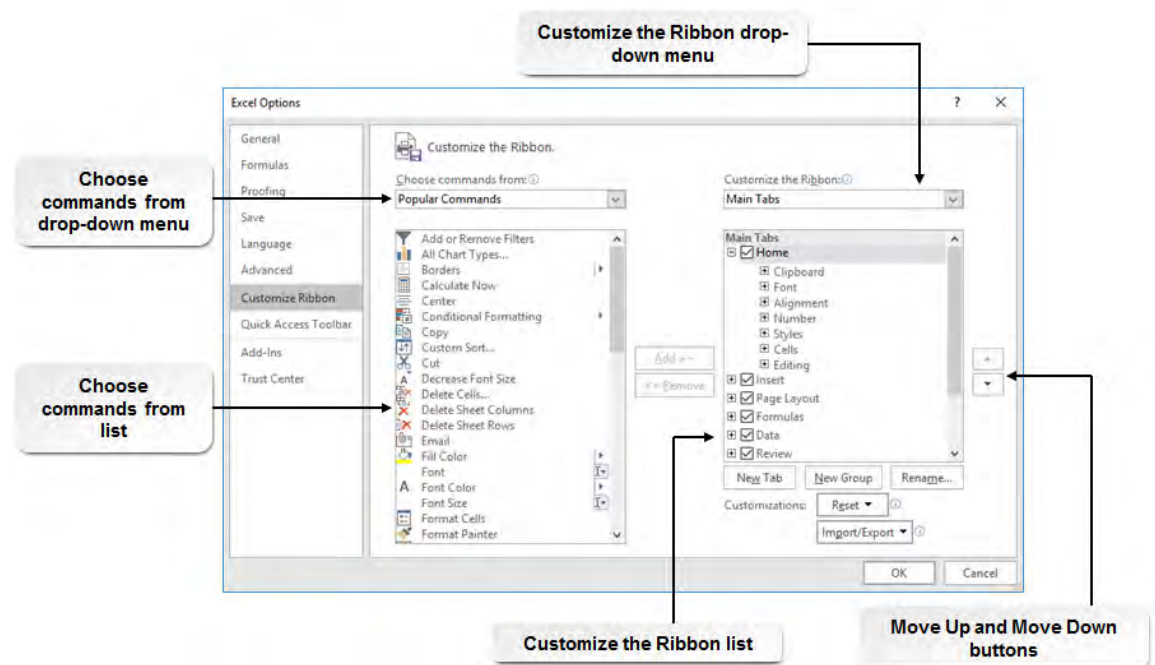 Customize the Ribbon drop-
down menu
Excel Options
?
General
Formulas
Proofing
Save
Language
Advanced
Customize Ribbon
Quick Access Toolbar
Add-Ins
Trust Center
Choose
commands from
drop-down menu
Choose
commands from
list
Customize the Ribbon.
Choose commands from:
Popular Commands
Add or Remove Filters
All Chart Types...
Borders
Calculate Now
Center
Conditional Formatting
Copy
Custom Sort...
Cut
Decrease Font Size
Delete Cells...
Delete Sheet Columns
Delete Sheet Rows
Email
Fill Color
Font
Font Color
Font Size
Format Cells
Format Painter
Add >>
<< Remove
Customize the Ribbon:
Main Tabs
Main Tabs
Home
Clipboard
Font
Alignment
Number
Styles
Cells
Editing
Insert
Page Layout
Formulas
Data
Review
New Tab New Group Rename...
Customizations: Reset
Import/Export
OK Cancel
Customize the Ribbon list
Move Up and Move Down
buttons